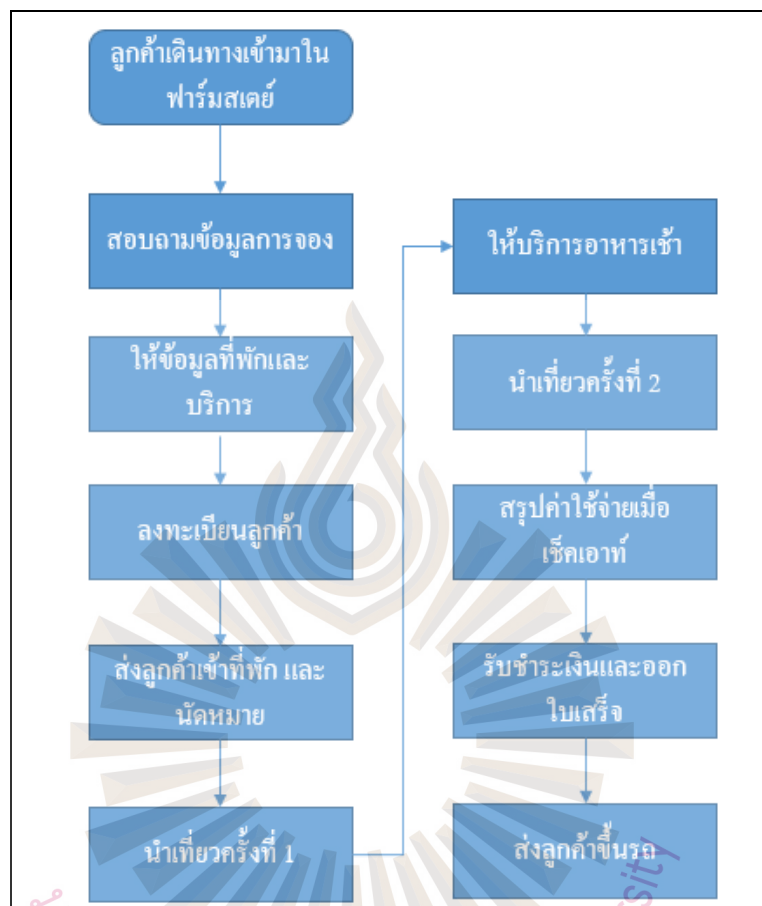 ลูกค้าเดินทางเข้ามาใน
ฟาร์มสเตย์
สอบถามข้อมูลการจอง
ให้ข้อมูลที่พักและ
บริการ
ลงทะเบียนลูกค้า
ส่งลูกค้าเข้าที่พัก และ
นัดหมาย
นำเที่ยวครั้งที่ 1
ให้บริการอาหารเช้า
นำเที่ยวครั้งที่ 2
สรุปค่าใช้จ่ายเมื่อ
เช็คเอาท์
รับชำระเงินและออก
ใบเสร็จ
ส่งลูกค้าขึ้นรถ